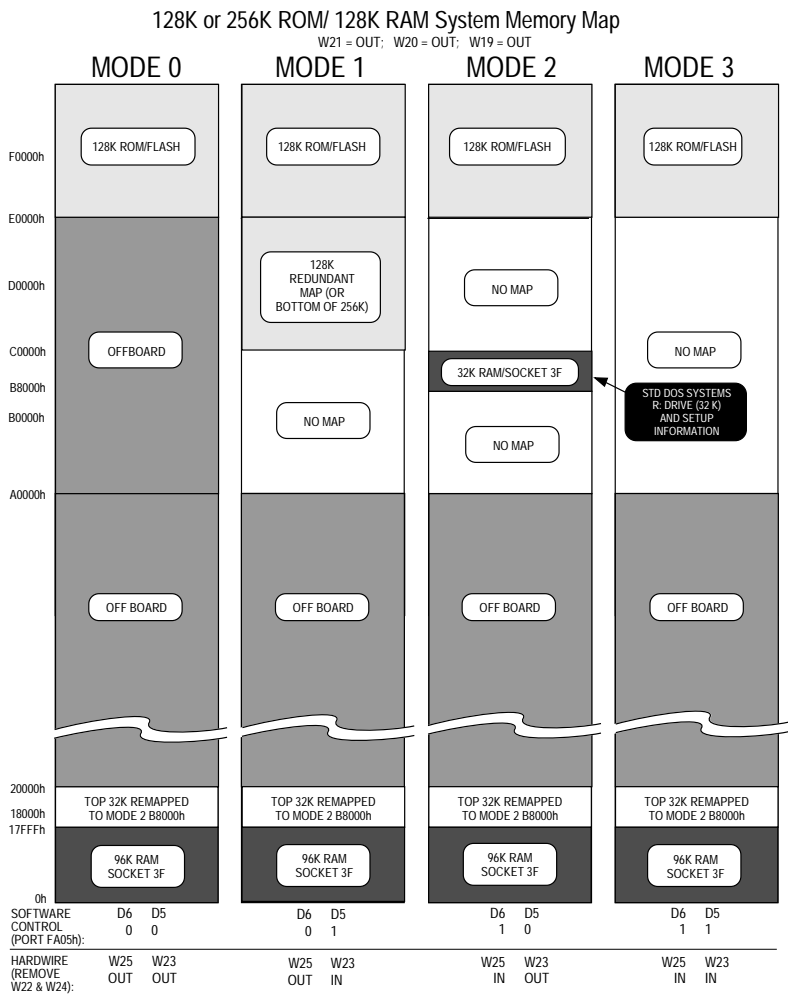 128K or 256K ROM/ 128K RAM System Memory Map
W21 = OUT; W20 = OUT; W19 = OUT
MODE 0 MODE 1 MODE 2 MODE 3
128K ROM/FLASH 128K ROM/FLASH 128K ROM/FLASH 128K ROM/FLASH
F0000h
E0000h
128K
REDUNDANT
MAP (OR
BOTTOM OF 256K)
D0000h
NO MAP
C0000h
OFFBOARD
NO MAP
32K RAM/SOCKET 3F
B8000h
STD DOS SYSTEMS
R: DRIVE (32 K)
AND SETUP
INFORMATION
B0000h
NO MAP
NO MAP
A0000h
OFF BOARD OFF BOARD OFF BOARD OFF BOARD
20000h
TOP 32K REMAPPED
TO MODE 2 B8000h
TOP 32K REMAPPED
TO MODE 2 B8000h
TOP 32K REMAPPED
TO MODE 2 B8000h
TOP 32K REMAPPED
TO MODE 2 B8000h
18000h
17FFFh
96K RAM
SOCKET 3F
96K RAM
SOCKET 3F
96K RAM
SOCKET 3F
96K RAM
SOCKET 3F
0h
SOFTWARE
CONTROL
(PORT FA05h):
D6 D5
0 0
D6 D5
0 1
D6 D5
1 0
D6 D5
1 1
HARDWIRE
(REMOVE
W22 & W24):
W25 W23
OUT OUT
W25 W23
OUT IN
W25 W23
IN OUT
W25 W23
IN IN